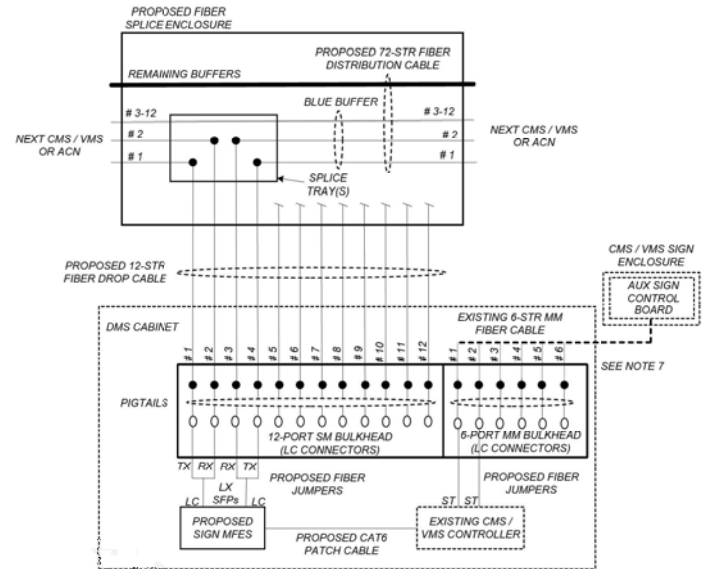 PROPOSED FIBER
SPLICE ENCLOSURE
PROPOSED 72-STR FIBER
DISTRIBUTION CABLE
REMAINING BUFFERS
BLUE BUFFER
# 3-12
# 3-12
# 2
# 2
# 1
# 1
NEXT CMS / VMS
OR ACN
NEXT CMS / VMS
OR ACN
SPLICE
TRAY(S)
PROPOSED 12-STR
FIBER DROP CABLE
CMS / VMS SIGN
ENCLOSURE
AUX SIGN
CONTROL
BOARD
DMS CABINET
EXISTING 6-STR MM
FIBER CABLE
# 1
# 2
# 3
# 4
# 5
# 6
# 7
# 8
# 9
# 10
# 11
# 12
# 1
# 2
# 3
# 4
# 5
# 6
SEE NOTE 7
PIGTAILS
12-PORT SM BULKHEAD
(LC CONNECTORS)
6-PORT MM BULKHEAD
(LC CONNECTORS)
TX RX RX TX
LX
SFPs
LC LC
PROPOSED FIBER
JUMPERS
PROPOSED FIBER
JUMPERS
ST ST
PROPOSED
SIGN MFES
PROPOSED CAT6
PATCH CABLE
EXISTING CMS /
VMS CONTROLLER